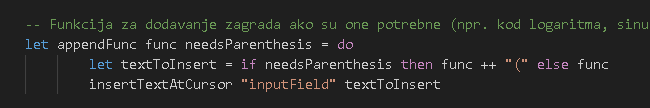 -- Funkcija za dodavanje zagrada ako su one potrebne (npr. kod logaritma, sinu
let appendFunc func needsParenthesis = do
let textToInsert = if needsParenthesis then func ++ "(" else func
insertTextAtCursor "inputField" textToInsert